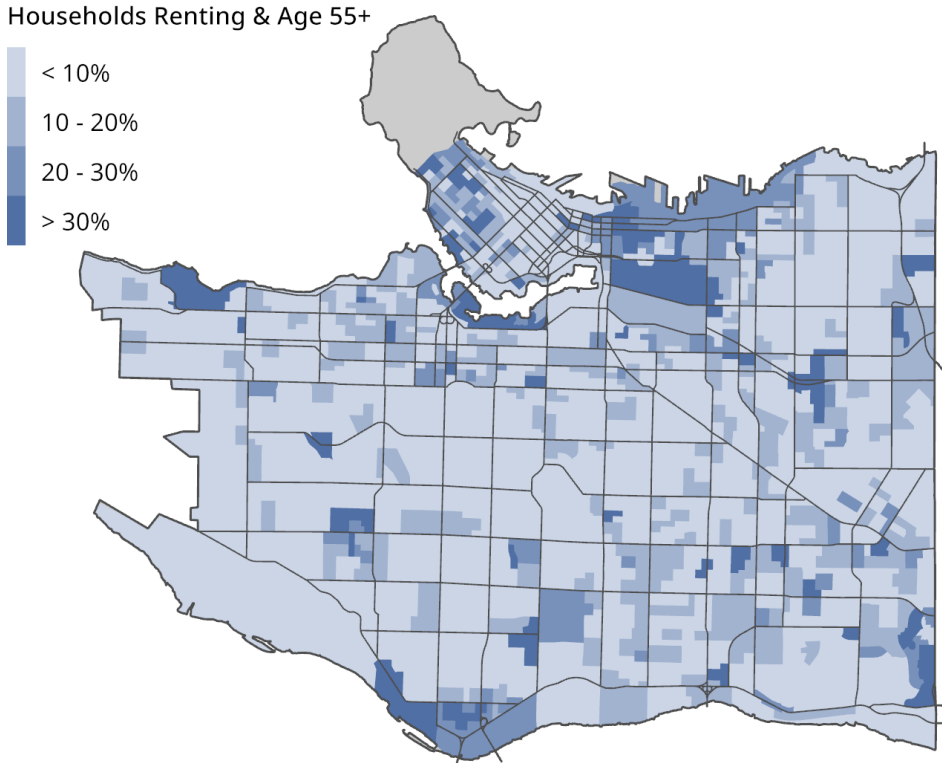 Households Renting & Age 55+
< 10%
10 - 20%
20 - 30%
> 30%